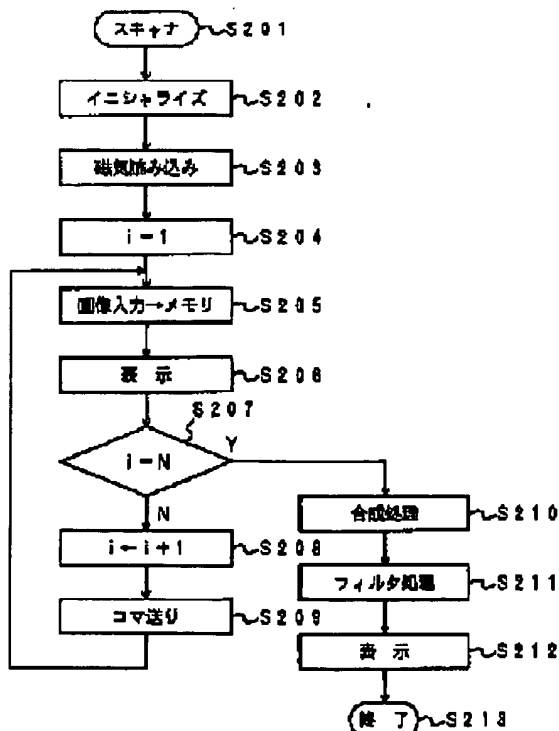 スキャナ S201
イニシャライズ S202
磁気読み込み S203
i=1 S204
画像入力→メモリ S205
表 示 S206
S207
i=N Y
N
i←i+1 S208
コマ送り S209
合成処理 S210
フィルタ処理 S211
表 示 S212
終 了 S213